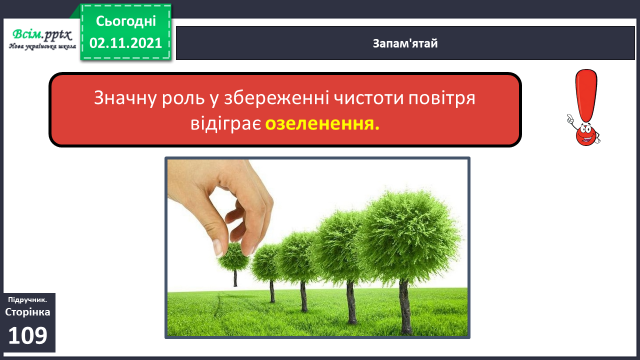 Всім.pptx
Нова українська школа
Сьогодні
02.11.2021
Запам'ятай
Значну роль у збереженні чистоти повітря
відіграє озеленення.
Підручник.
Сторінка
109